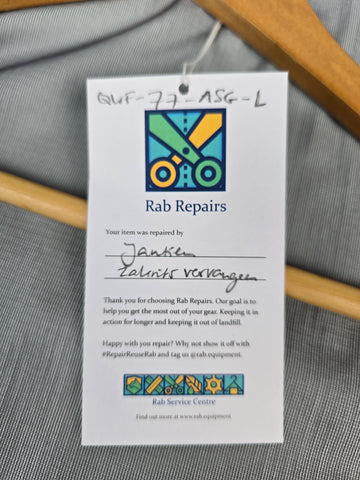 QWF-77-ASG-L
Rab Repairs
Your item was repaired by
Jantien
zakrits vervangen
Thank you for choosing Rab Repairs. Our goal is to
help you get the most out of your gear. Keeping it in
action for longer and keeping it out of landfill.
Happy with you repair? Why not show it off with
#RepairReuseRab and tag us @rab.equipment.
Rab Service Centre
Find out more at www.rab.equipment